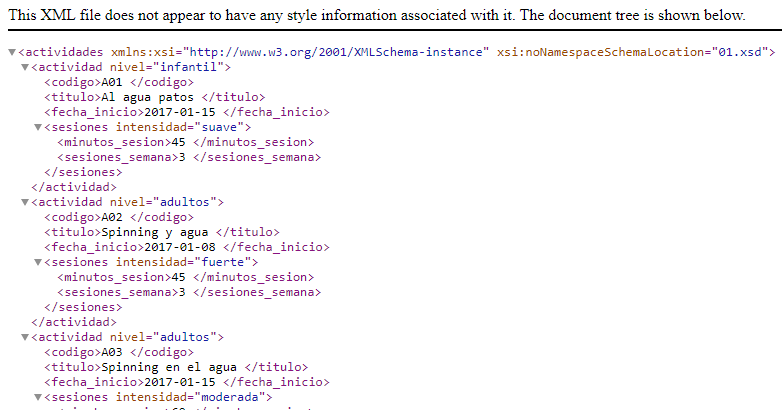 This XML file does not appear to have any style information associated with it. The document tree is shown below.
▼<actividades xmlns:xsi="http://www.w3.org/2001/XMLSchema-instance" xsi:noNamespaceSchemaLocation="01.xsd">
▼<actividad nivel="infantil">
<codigo>A01 </codigo>
<titulo>Al agua patos </titulo>
<fecha_inicio>2017-01-15 </fecha_inicio>
▼<sesiones intensidad="suave">
<minutos_sesion>45 </minutos_sesion>
<sesiones_semana>3 </sesiones_semana>
</sesiones>
</actividad>
▼<actividad nivel="adultos">
<codigo>A02 </codigo>
<titulo>Spinning y agua </titulo>
<fecha_inicio>2017-01-08 </fecha_inicio>
▼<sesiones intensidad="fuerte">
<minutos_sesion>45 </minutos_sesion>
<sesiones_semana>3 </sesiones_semana>
</sesiones>
</actividad>
▼<actividad nivel="adultos">
<codigo>A03 </codigo>
<titulo>Spinning en el agua </titulo>
<fecha_inicio>2017-01-15 </fecha_inicio>
▼<sesiones intensidad="moderada">